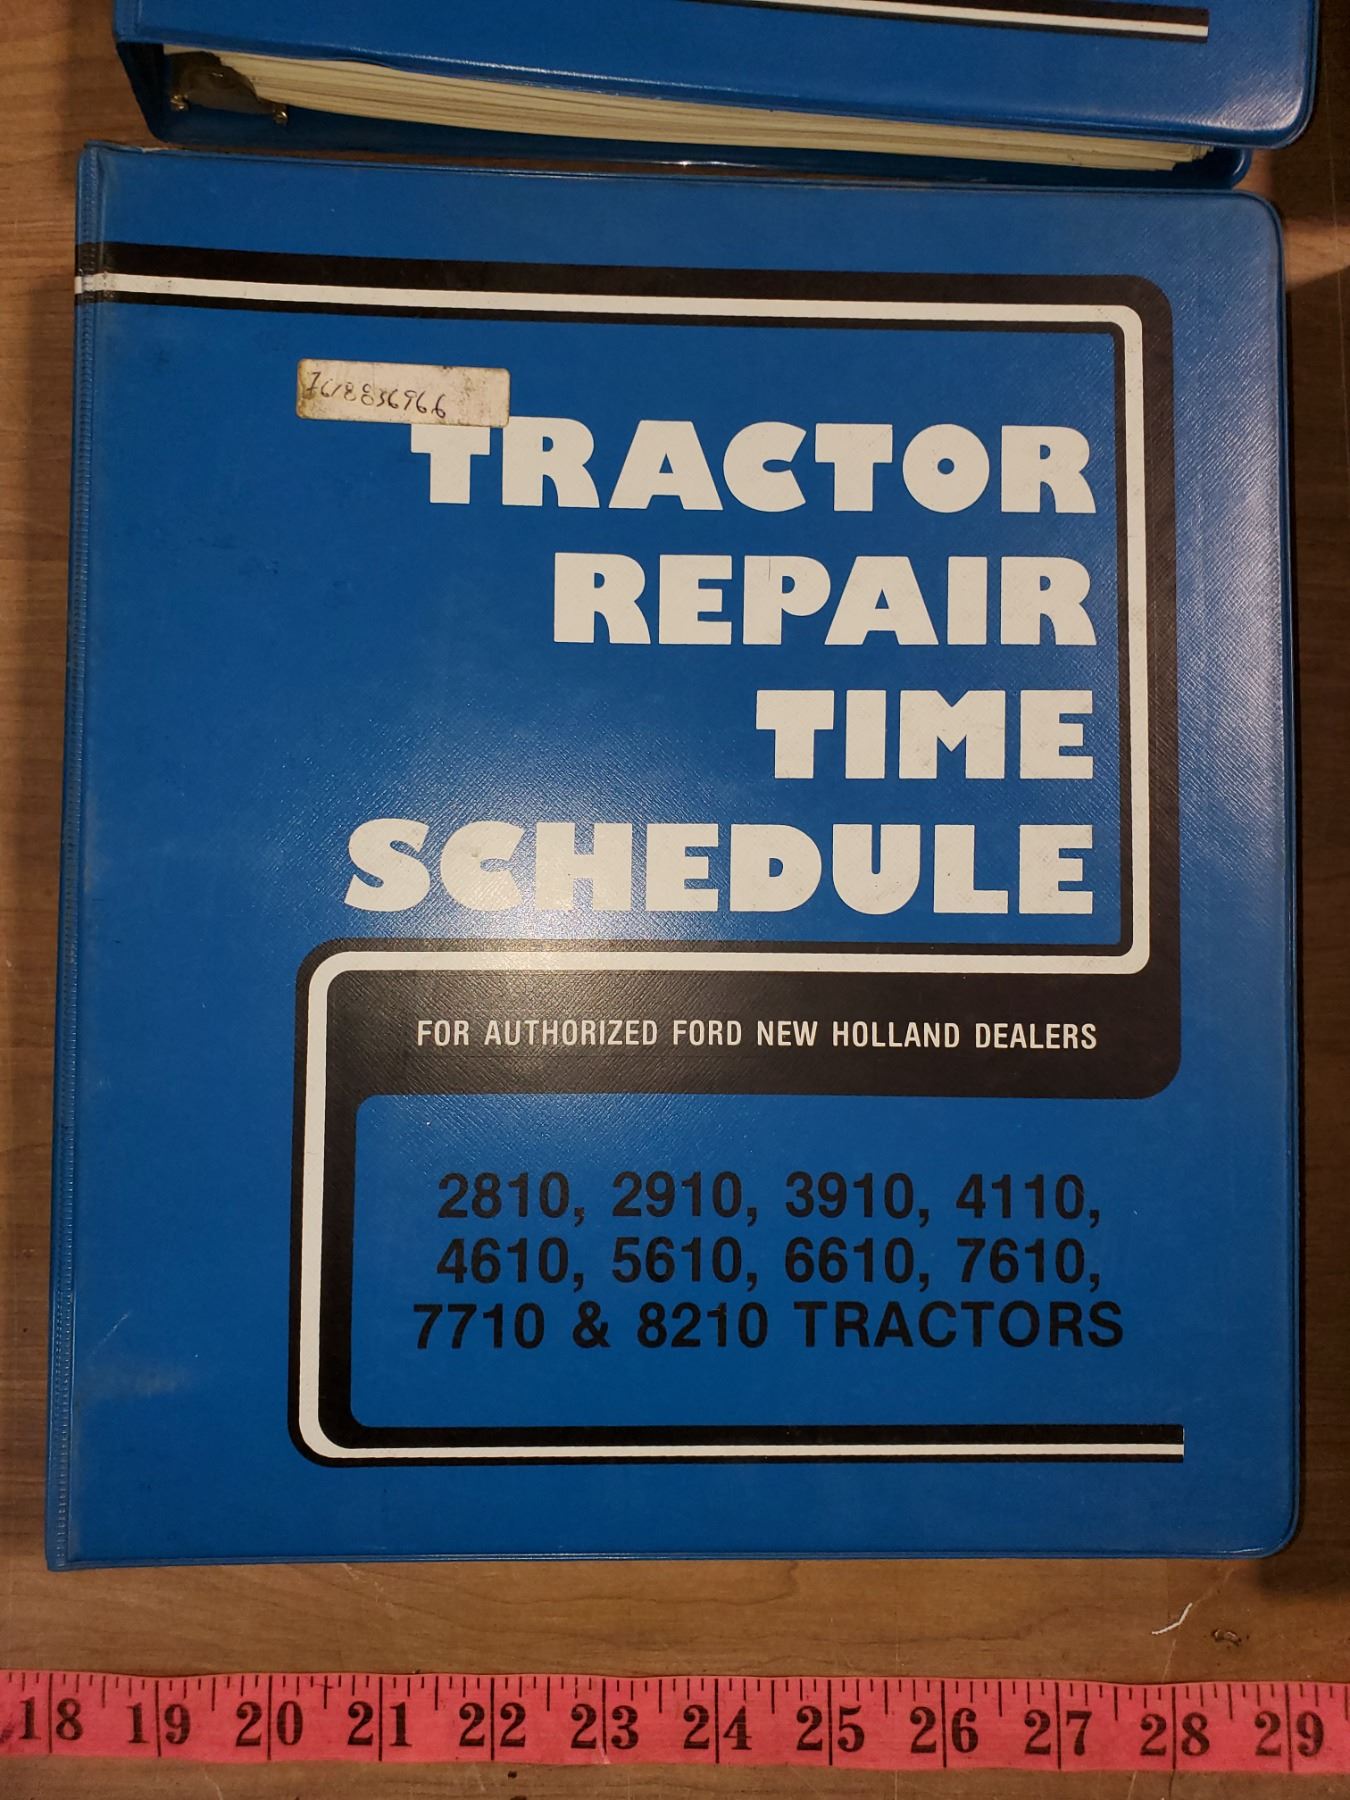 TRACTOR
REPAIR
TIME
SCHEDULE
FOR AUTHORIZED FORD NEW HOLLAND DEALERS
2810, 2910, 3910, 4110,
4610, 5610, 6610, 7610,
7710 & 8210 TRACTORS
18 19 20 21 22 23 24 25 26 27 28 29